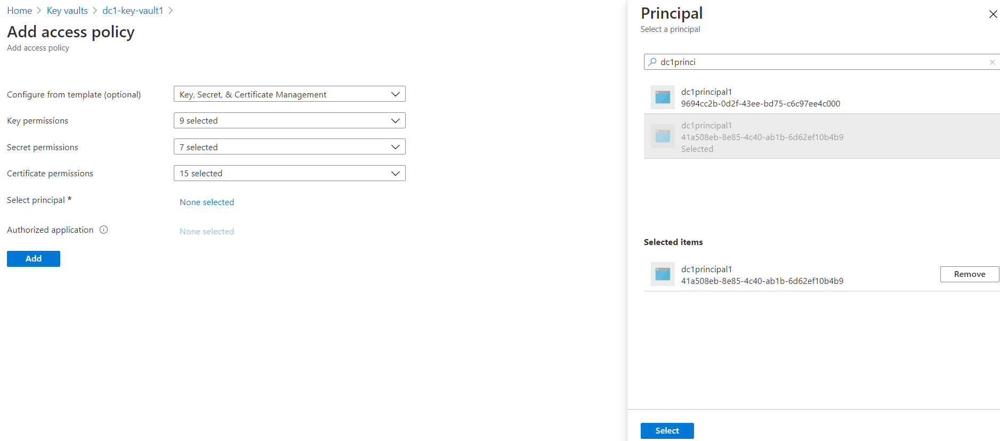 Home > Key vaults > dc1-key-vault1 >
Add access policy
Add access policy
Configure from template (optional)
Key, Secret, & Certificate Management
Key permissions
9 selected
Secret permissions
7 selected
Certificate permissions
15 selected
Select principal *
None selected
Authorized application
None selected
Add
Principal
Select a principal
dc1princi
dc1principal1
9694cc2b-0d2f-43ee-bd75-c6c97ee4c000
dc1principal1
41a508eb-8e85-4c40-ab1b-6d62ef10b4b9
Selected
Selected items
dc1principal1
41a508eb-8e85-4c40-ab1b-6d62ef10b4b9
Remove
Select